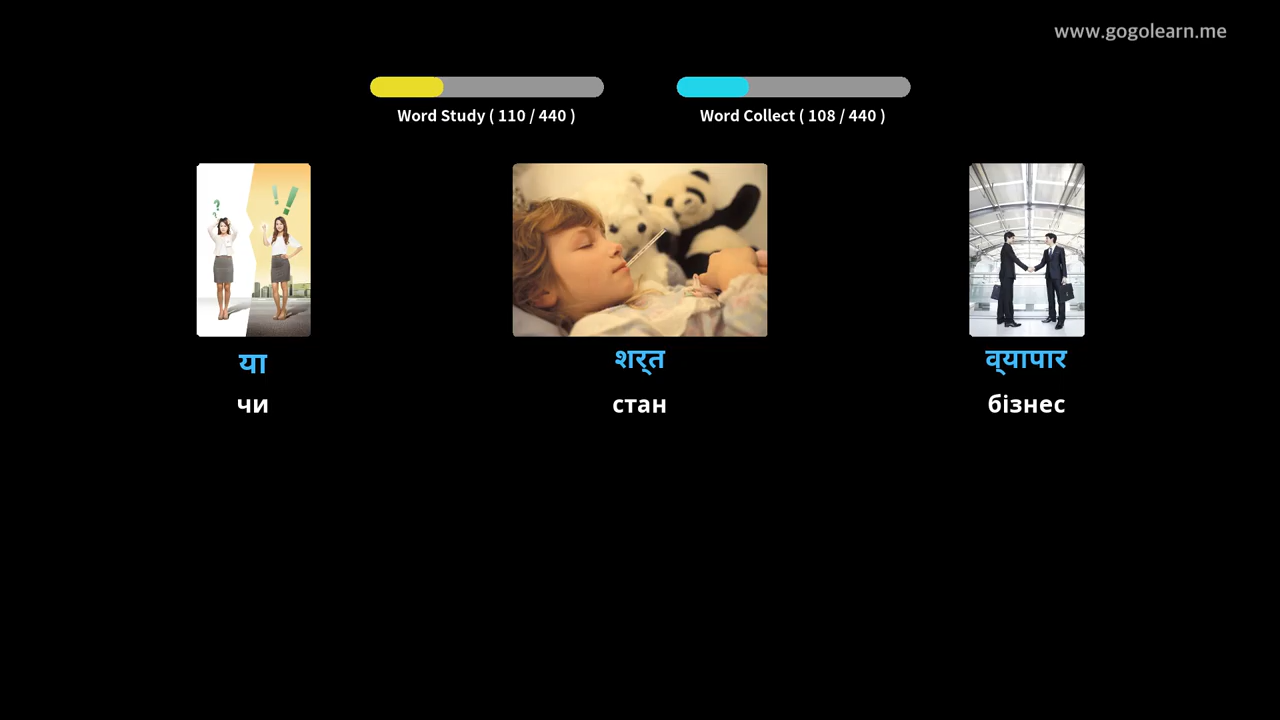 www.gogolearn.me
Word Study ( 110 / 440 )
Word Collect ( 108 / 440 )
या
शर्त
व्यापार
чи
стан
бізнес